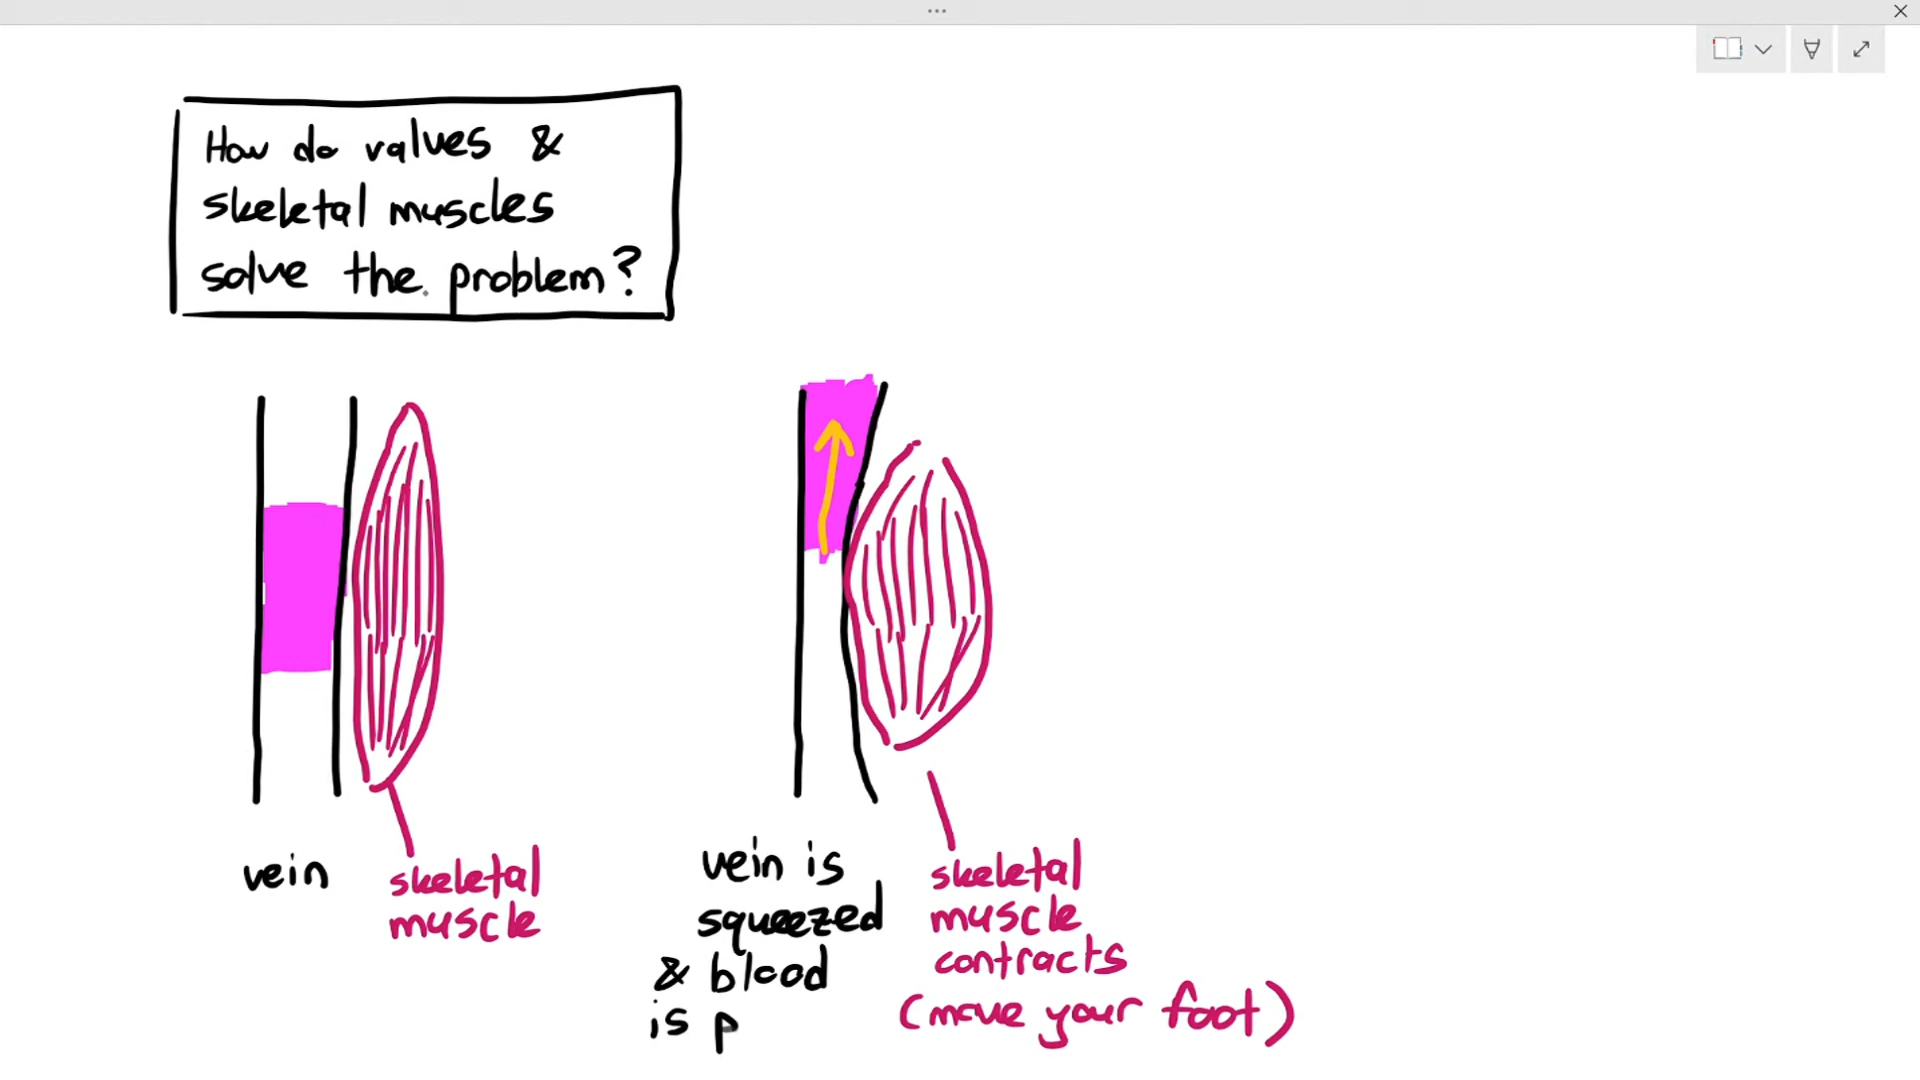 How do valves &
skeletal muscles
solve the problem?
vein
skeletal
muscle
vein is
squeezed
& blood
is p
skeletal
muscle
contracts
(move your foot)